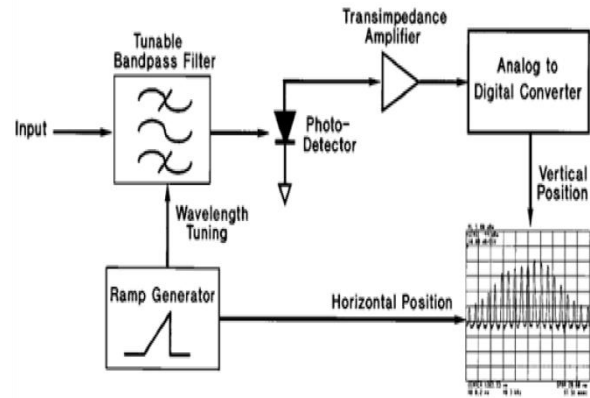 Transimpedance
Amplifier
Tunable
Bandpass Filter
Analog to
Digital Converter
Input
Photo-
Detector
Vertical
Position
Wavelength
Tuning
Ramp Generator
Horizontal Position